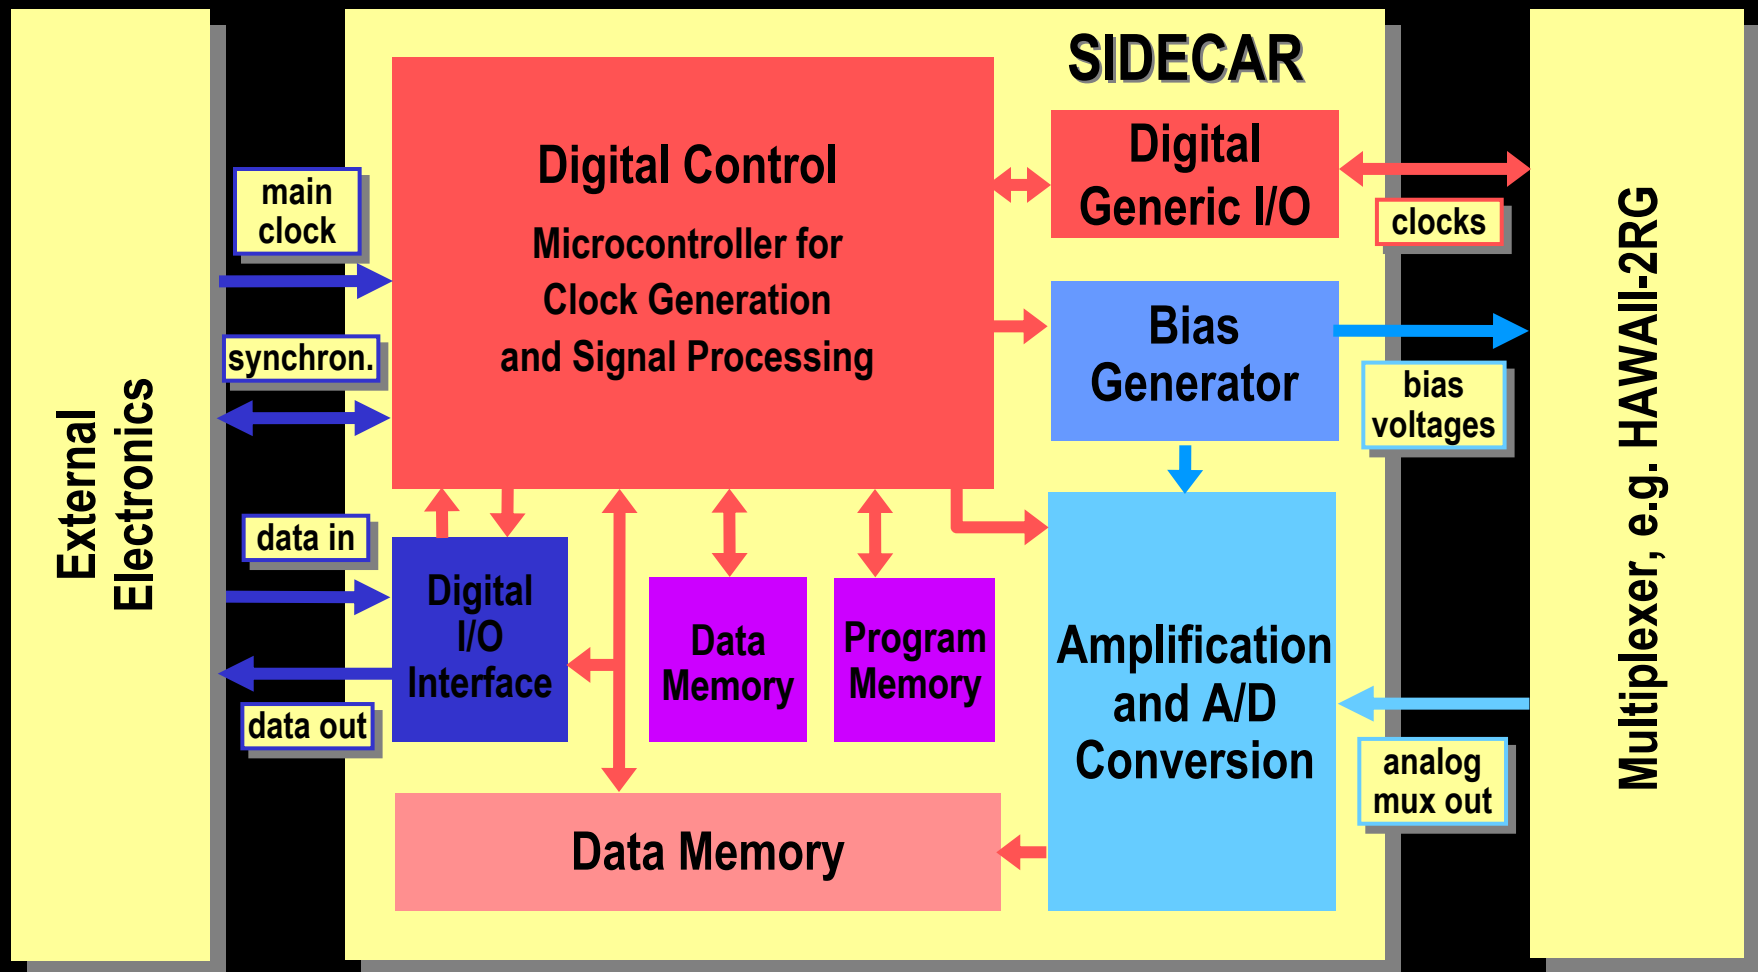 SIDECAR
External
Electronics
main
clock
synchron.
data in
data out
Digital Control
Microcontroller for
Clock Generation
and Signal Processing
Digital
Generic I/O
Bias
Generator
Digital
I/O
Interface
Data
Memory
Program
Memory
Amplification
and A/D
Conversion
Data Memory
clocks
bias
voltages
analog
mux out
Multiplexer, e.g. HAWAII-2RG